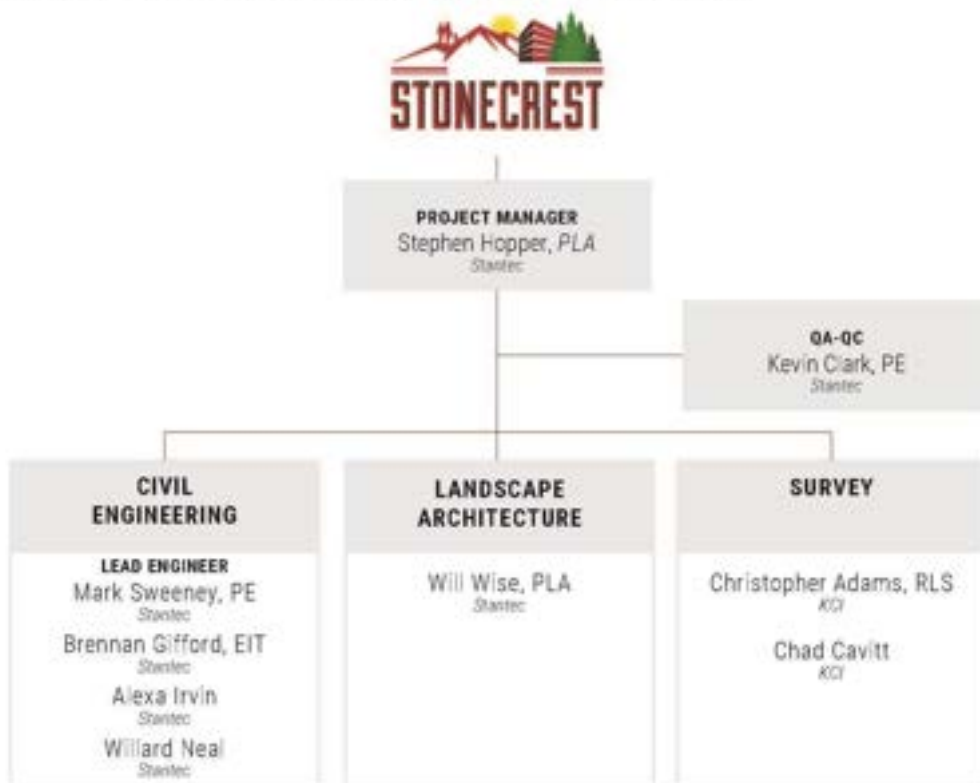 STONECREST
PROJECT MANAGER
Stephen Hopper, PLA
Stantec
QA-QC
Kevin Clark, PE
Stantec
CIVIL
ENGINEERING
LEAD ENGINEER
Mark Sweeney, PE
Stantec
Brennan Gifford, EIT
Stantec
Alexa Irvin
Stantec
Willard Neal
Stantec
LANDSCAPE
ARCHITECTURE
Will Wise, PLA
Stantec
SURVEY
Christopher Adams, RLS
KCI
Chad Cavitt
KCI